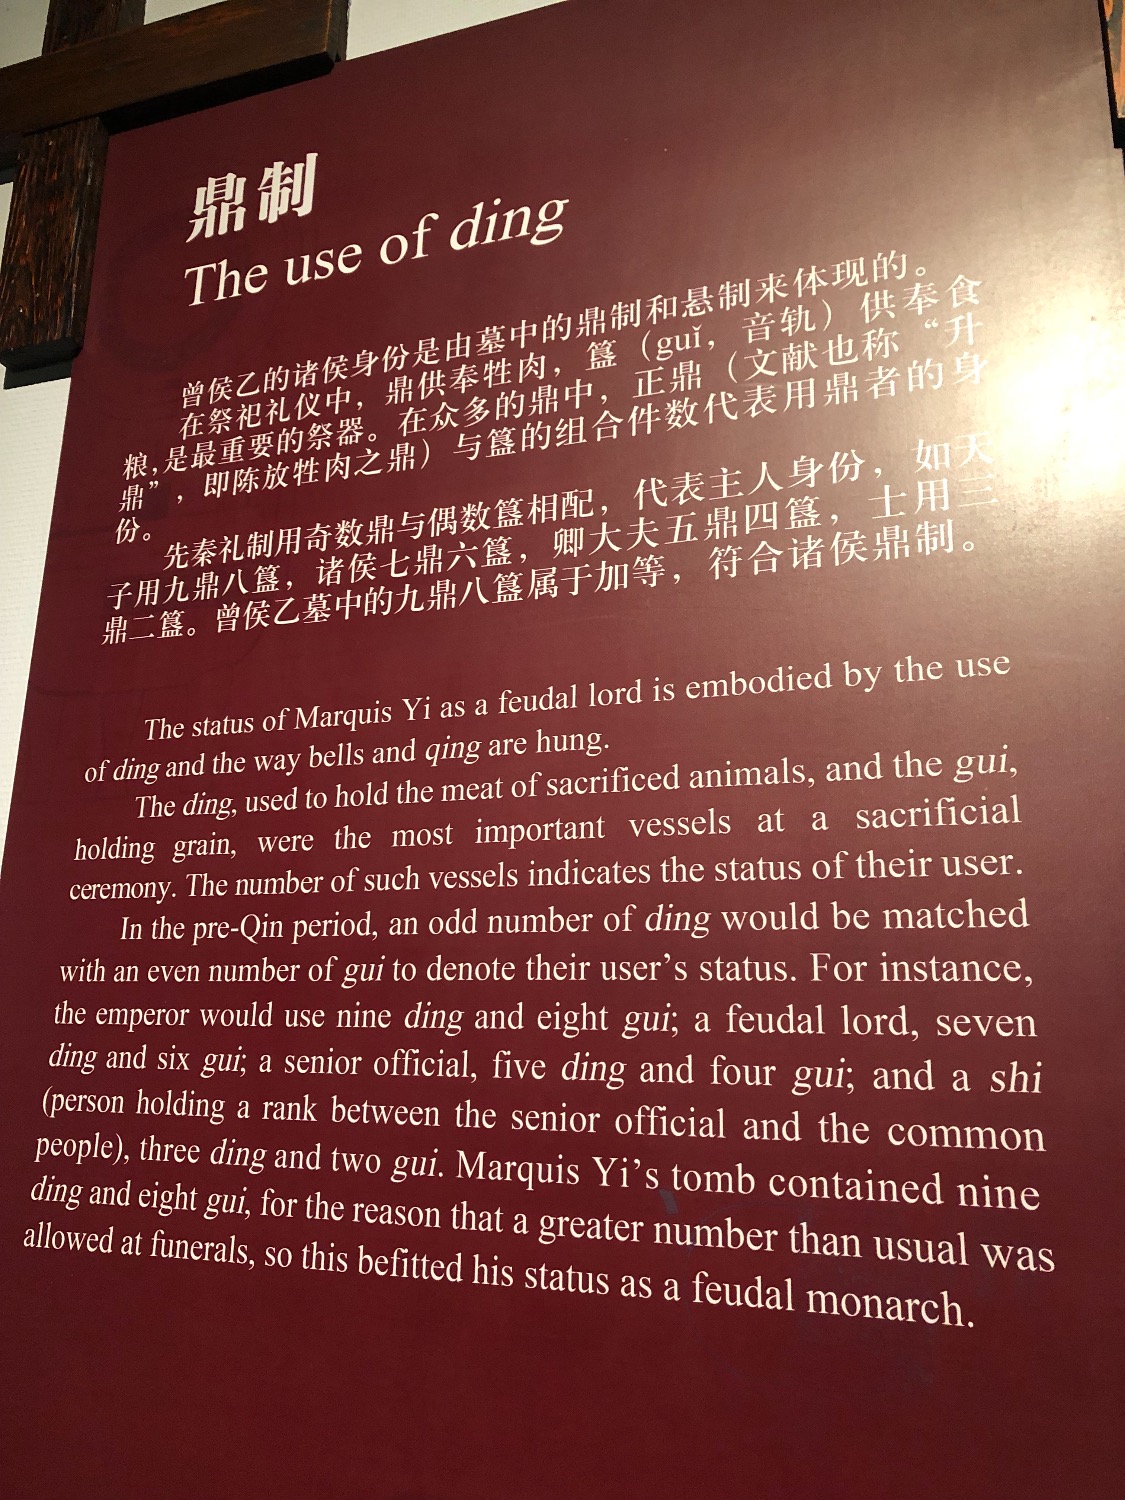 鼎制
The use of ding
曾侯乙的诸侯身份是由墓中的鼎制和悬制来体现的。
在祭祀礼仪中，鼎供奉牲肉，簋（guǐ，音轨）供奉食
粮，是最重要的祭器。在众多的鼎中，正鼎（文献也称“升
鼎”，即陈放牲肉之鼎）与簋的组合件数代表用鼎者的身
份。
先秦礼制用奇数鼎与偶数簋相配，代表主人身份，如天
子用九鼎八簋，诸侯七鼎六簋，卿大夫五鼎四簋，士用三
鼎二簋。曾侯乙墓中的九鼎八簋属于加等，符合诸侯鼎制。
The status of Marquis Yi as a feudal lord is embodied by the use
of ding and the way bells and qing are hung.
The ding, used to hold the meat of sacrificed animals, and the gui,
holding grain, were the most important vessels at a sacrificial
ceremony. The number of such vessels indicates the status of their user.
In the pre-Qin period, an odd number of ding would be matched
with an even number of gui to denote their user's status. For instance,
the emperor would use nine ding and eight gui; a feudal lord, seven
ding and six gui; a senior official, five ding and four gui; and a shi
(person holding a rank between the senior official and the common
people), three ding and two gui. Marquis Yi's tomb contained nine
ding and eight gui, for the reason that a greater number than usual was
allowed at funerals, so this befitted his status as a feudal monarch.